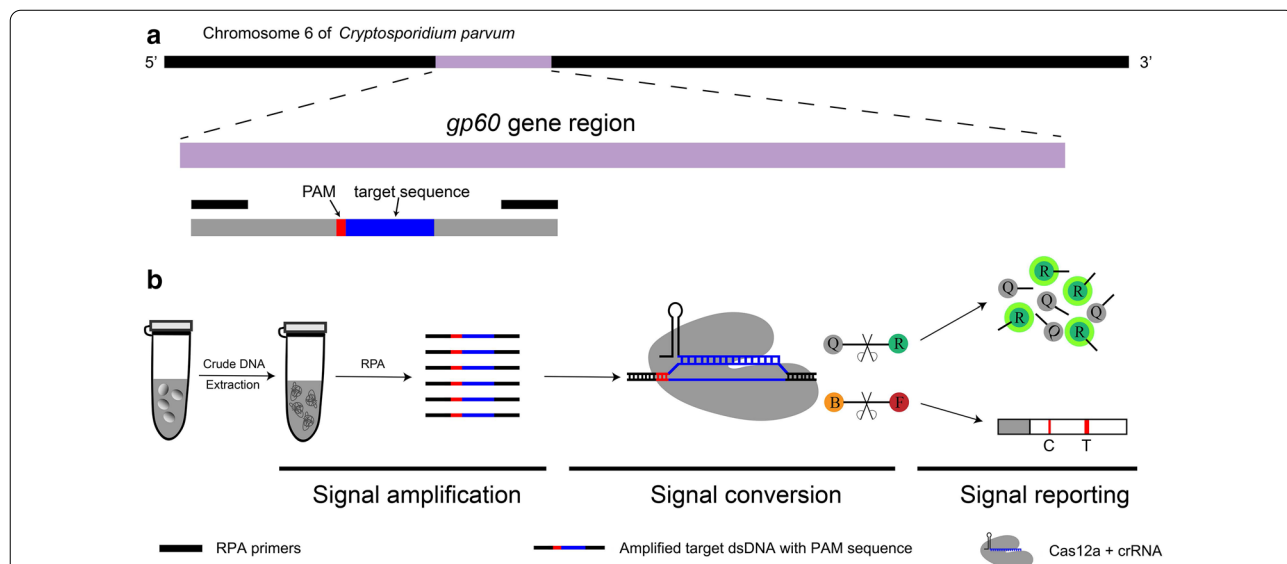 a
Chromosome 6 of Cryptosporidium parvum
5’ 3’
gp60 gene region
PAM target sequence
b
Crude DNA
Extraction
RPA
Q R
B F
R
Q
R
Q
Q
R
Q
R
C T
Signal amplification Signal conversion Signal reporting
RPA primers Amplified target dsDNA with PAM sequence Cas12a + crRNA